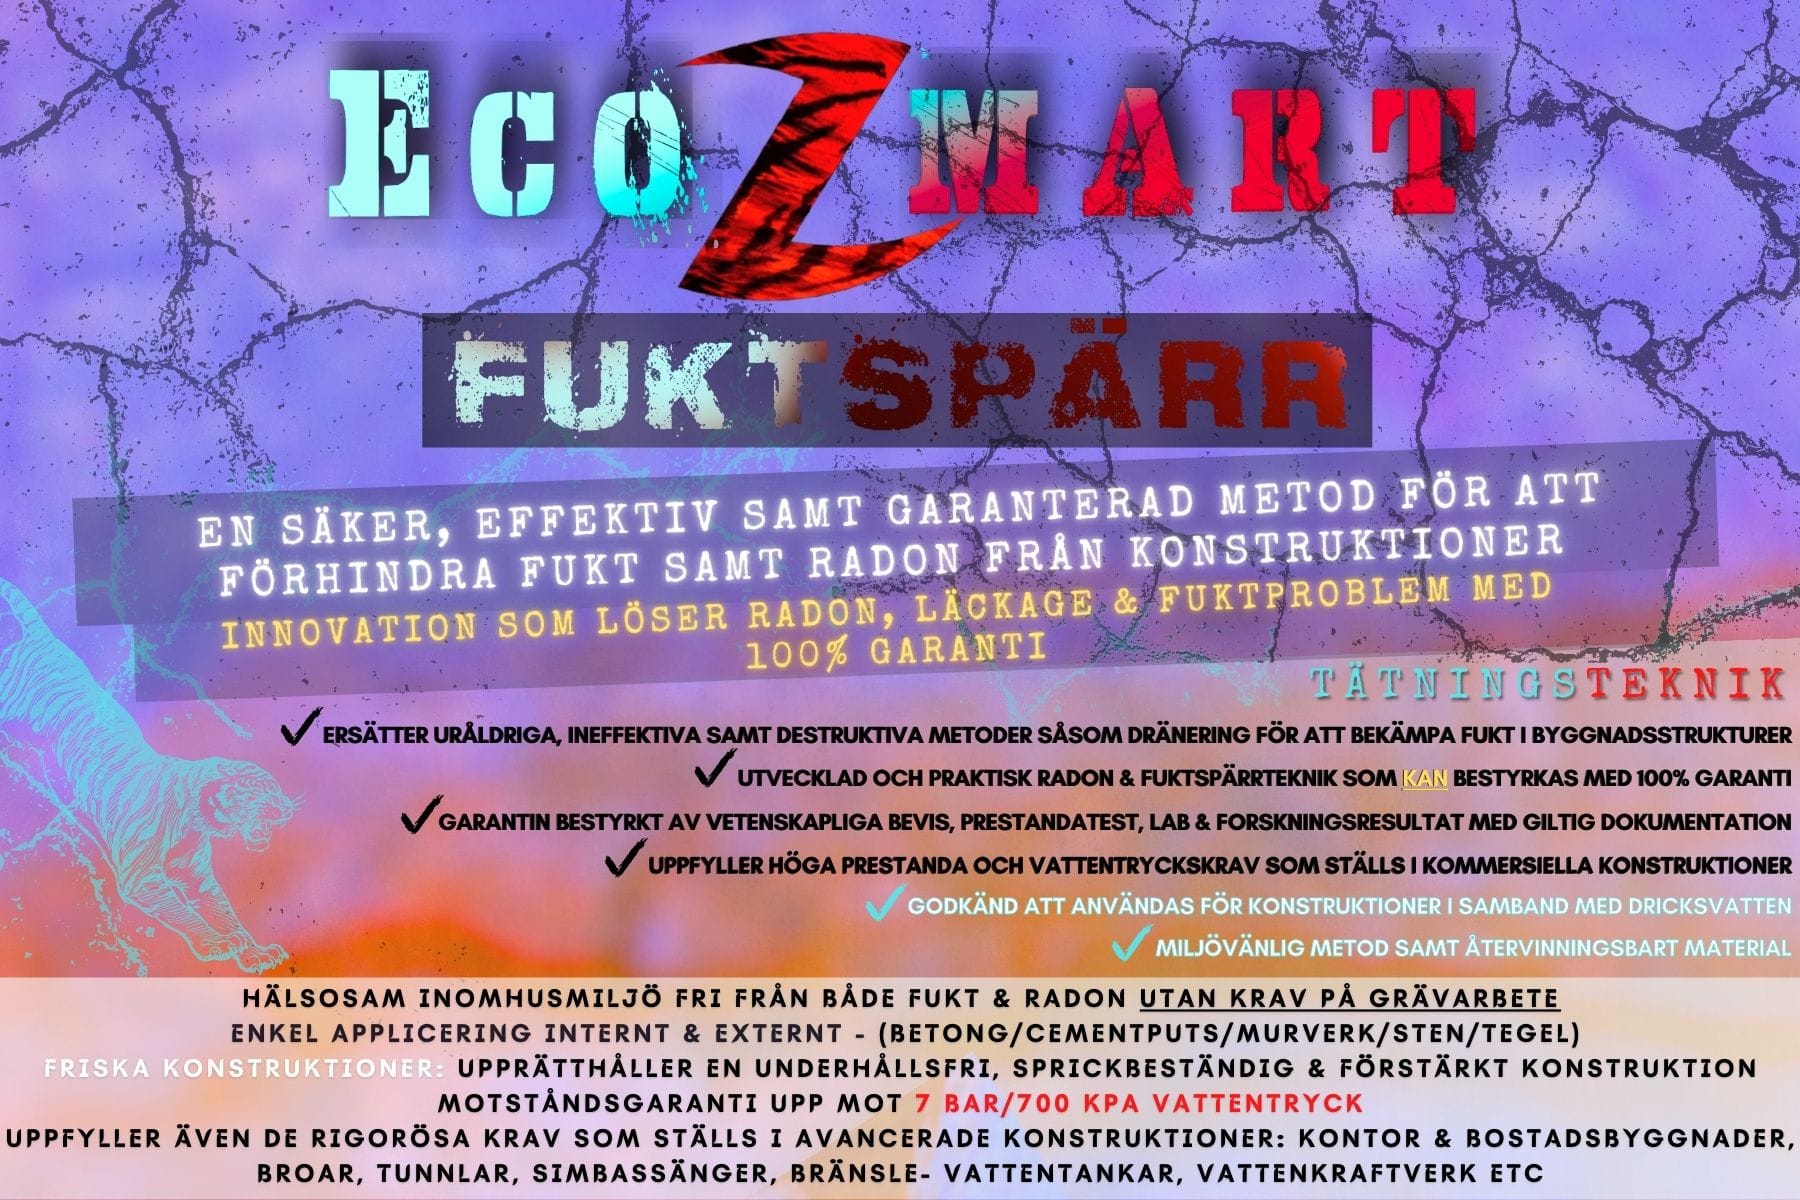 EcoZMART
FUKTSPÄRR
EN SÄKER, EFFEKTIV SAMT GARANTERAD METOD FÖR ATT
FÖRHINDRA FUKT SAMT RADON FRÅN KONSTRUKTIONER
INNOVATION SOM LÖSER RADON, LÄCKAGE & FUKTPROBLEM MED
100% GARANTI
TÄTNINGSTEKNIK
ERSÄTTER URÅLDRIGA, INEFFEKTIVA SAMT DESTRUKTIVA METODER SÅSOM DRÄNERING FÖR ATT BEKÄMPA FUKT I BYGGNADSSTRUKTURER
UTVECKLAD OCH PRAKTISK RADON & FUKTSPÄRRTEKNIK SOM KAN BESTYRKAS MED 100% GARANTI
GARANTIN BESTYRKT AV VETENSKAPLIGA BEVIS, PRESTANDATEST, LAB & FORSKNINGSRESULTAT MED GILTIG DOKUMENTATION
UPPFYLLER HÖGA PRESTANDA OCH VATTENTRYCKSKRAV SOM STÄLLS I KOMMERSIELLA KONSTRUKTIONER
GODKÄND ATT ANVÄNDAS FÖR KONSTRUKTIONER I SAMBAND MED DRICKSVATTEN
MILJÖVÄNLIG METOD SAMT ÅTERVINNINGSBART MATERIAL
HÄLSOSAM INOMHUSMILJÖ FRI FRÅN BÅDE FUKT & RADON UTAN KRAV PÅ GRÄVARBETE
ENKEL APPLICERING INTERNT & EXTERNT - (BETONG/CEMENTPUTS/MURVERK/STEN/TEGEL)
FRISKA KONSTRUKTIONER: UPPRÄTTHÅLLER EN UNDERHÅLLSFRI, SPRICKBESTÄNDIG & FÖRSTÄRKT KONSTRUKTION
MOTSTÅNDSGARANTI UPP MOT 7 BAR/700 KPA VATTENTRYCK
UPPFYLLER ÄVEN DE RIGORÖSA KRAV SOM STÄLLS I AVANCERADE KONSTRUKTIONER: KONTOR & BOSTADSBYGGNADER,
BROAR, TUNNLAR, SIMBASSÄNGER, BRÄNSLE- VATTENTANKAR, VATTENKRAFTVERK ETC